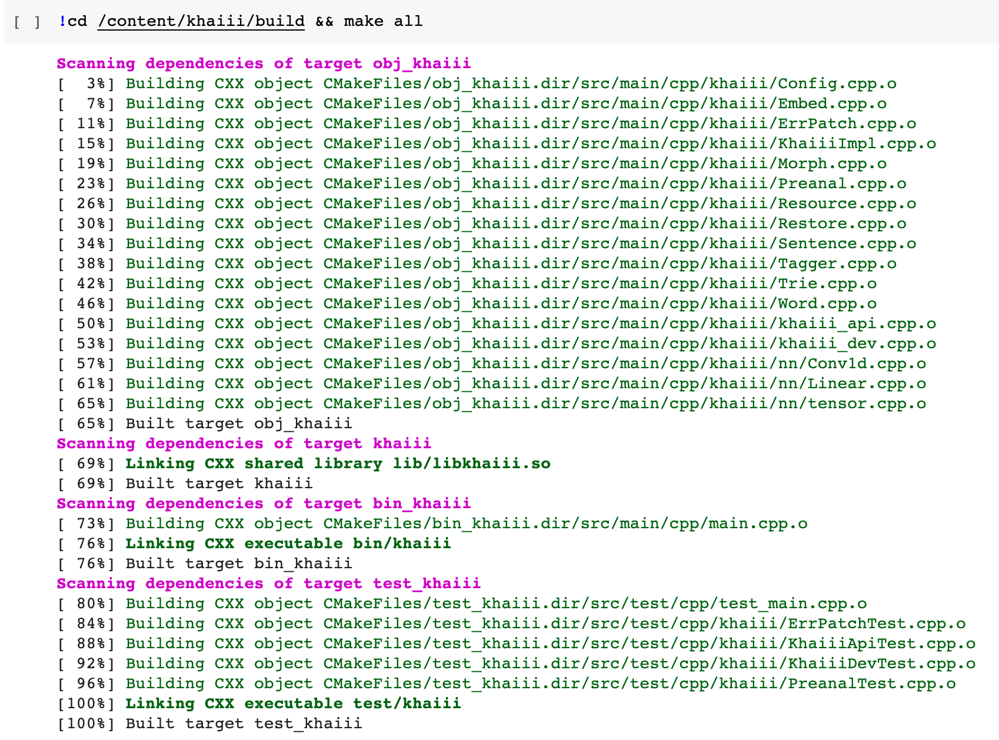 [ ] !cd /content/khaiii/build && make all
Scanning dependencies of target obj_khaiii
[  3%] Building CXX object CMakeFiles/obj_khaiii.dir/src/main/cpp/khaiii/Config.cpp.o
[  7%] Building CXX object CMakeFiles/obj_khaiii.dir/src/main/cpp/khaiii/Embed.cpp.o
[ 11%] Building CXX object CMakeFiles/obj_khaiii.dir/src/main/cpp/khaiii/ErrPatch.cpp.o
[ 15%] Building CXX object CMakeFiles/obj_khaiii.dir/src/main/cpp/khaiii/KhaiiiImpl.cpp.o
[ 19%] Building CXX object CMakeFiles/obj_khaiii.dir/src/main/cpp/khaiii/Morph.cpp.o
[ 23%] Building CXX object CMakeFiles/obj_khaiii.dir/src/main/cpp/khaiii/Preanal.cpp.o
[ 26%] Building CXX object CMakeFiles/obj_khaiii.dir/src/main/cpp/khaiii/Resource.cpp.o
[ 30%] Building CXX object CMakeFiles/obj_khaiii.dir/src/main/cpp/khaiii/Restore.cpp.o
[ 34%] Building CXX object CMakeFiles/obj_khaiii.dir/src/main/cpp/khaiii/Sentence.cpp.o
[ 38%] Building CXX object CMakeFiles/obj_khaiii.dir/src/main/cpp/khaiii/Tagger.cpp.o
[ 42%] Building CXX object CMakeFiles/obj_khaiii.dir/src/main/cpp/khaiii/Trie.cpp.o
[ 46%] Building CXX object CMakeFiles/obj_khaiii.dir/src/main/cpp/khaiii/Word.cpp.o
[ 50%] Building CXX object CMakeFiles/obj_khaiii.dir/src/main/cpp/khaiii/khaiii_api.cpp.o
[ 53%] Building CXX object CMakeFiles/obj_khaiii.dir/src/main/cpp/khaiii/khaiii_dev.cpp.o
[ 57%] Building CXX object CMakeFiles/obj_khaiii.dir/src/main/cpp/khaiii/nn/Conv1d.cpp.o
[ 61%] Building CXX object CMakeFiles/obj_khaiii.dir/src/main/cpp/khaiii/nn/Linear.cpp.o
[ 65%] Building CXX object CMakeFiles/obj_khaiii.dir/src/main/cpp/khaiii/nn/tensor.cpp.o
[ 65%] Built target obj_khaiii
Scanning dependencies of target khaiii
[ 69%] Linking CXX shared library lib/libkhaiii.so
[ 69%] Built target khaiii
Scanning dependencies of target bin_khaiii
[ 73%] Building CXX object CMakeFiles/bin_khaiii.dir/src/main/cpp/main.cpp.o
[ 76%] Linking CXX executable bin/khaiii
[ 76%] Built target bin_khaiii
Scanning dependencies of target test_khaiii
[ 80%] Building CXX object CMakeFiles/test_khaiii.dir/src/test/cpp/test_main.cpp.o
[ 84%] Building CXX object CMakeFiles/test_khaiii.dir/src/test/cpp/khaiii/ErrPatchTest.cpp.o
[ 88%] Building CXX object CMakeFiles/test_khaiii.dir/src/test/cpp/khaiii/KhaiiiApiTest.cpp.o
[ 92%] Building CXX object CMakeFiles/test_khaiii.dir/src/test/cpp/khaiii/KhaiiiDevTest.cpp.o
[ 96%] Building CXX object CMakeFiles/test_khaiii.dir/src/test/cpp/khaiii/PreanalTest.cpp.o
[100%] Linking CXX executable test/khaiii
[100%] Built target test_khaiii